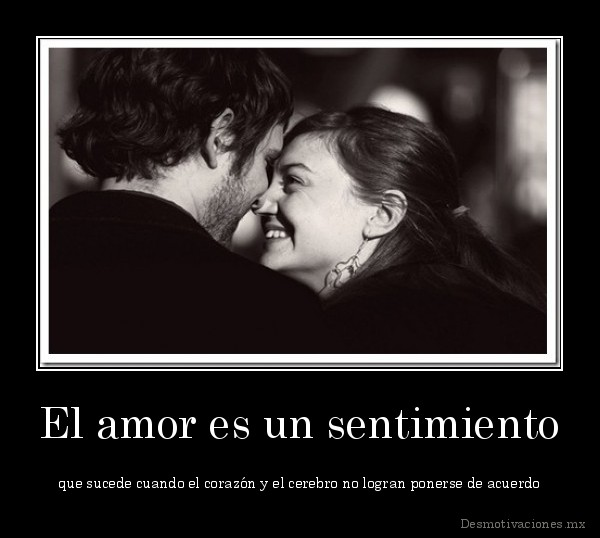 El amor es un sentimiento
que sucede cuando el corazón y el cerebro no logran ponerse de acuerdo
Desmotivaciones.mx